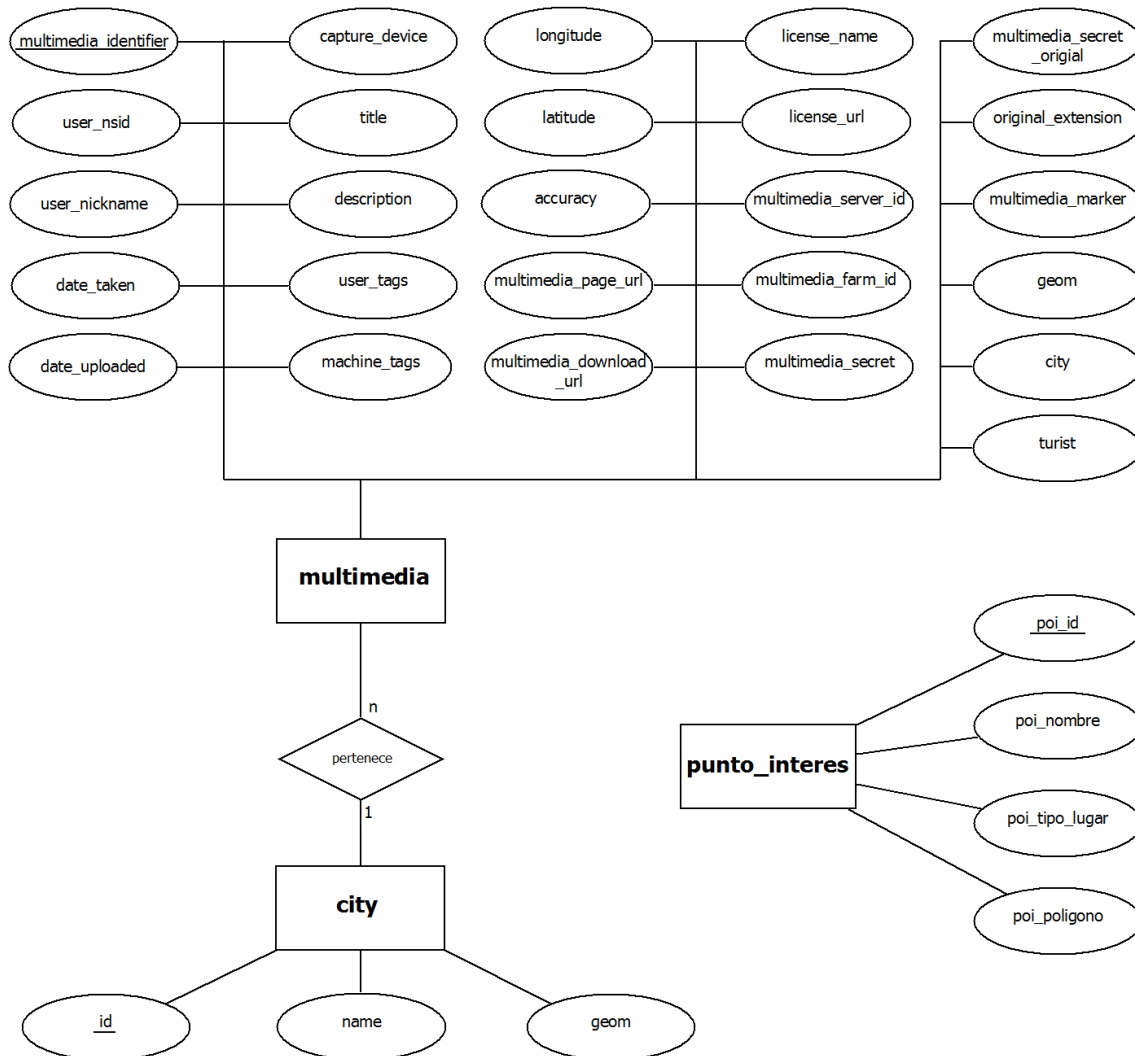 multimedia_identifier
capture_device
longitude
license_name
multimedia_secret
_origial
user_nsid
title
latitude
license_url
original_extension
user_nickname
description
accuracy
multimedia_server_id
multimedia_marker
date_taken
user_tags
multimedia_page_url
multimedia_farm_id
geom
date_uploaded
machine_tags
multimedia_download
_url
multimedia_secret
city
turist
multimedia
poi_id
n
poi_nombre
pertenece
punto_interes
1
poi_tipo_lugar
city
poi_poligono
id
name
geom